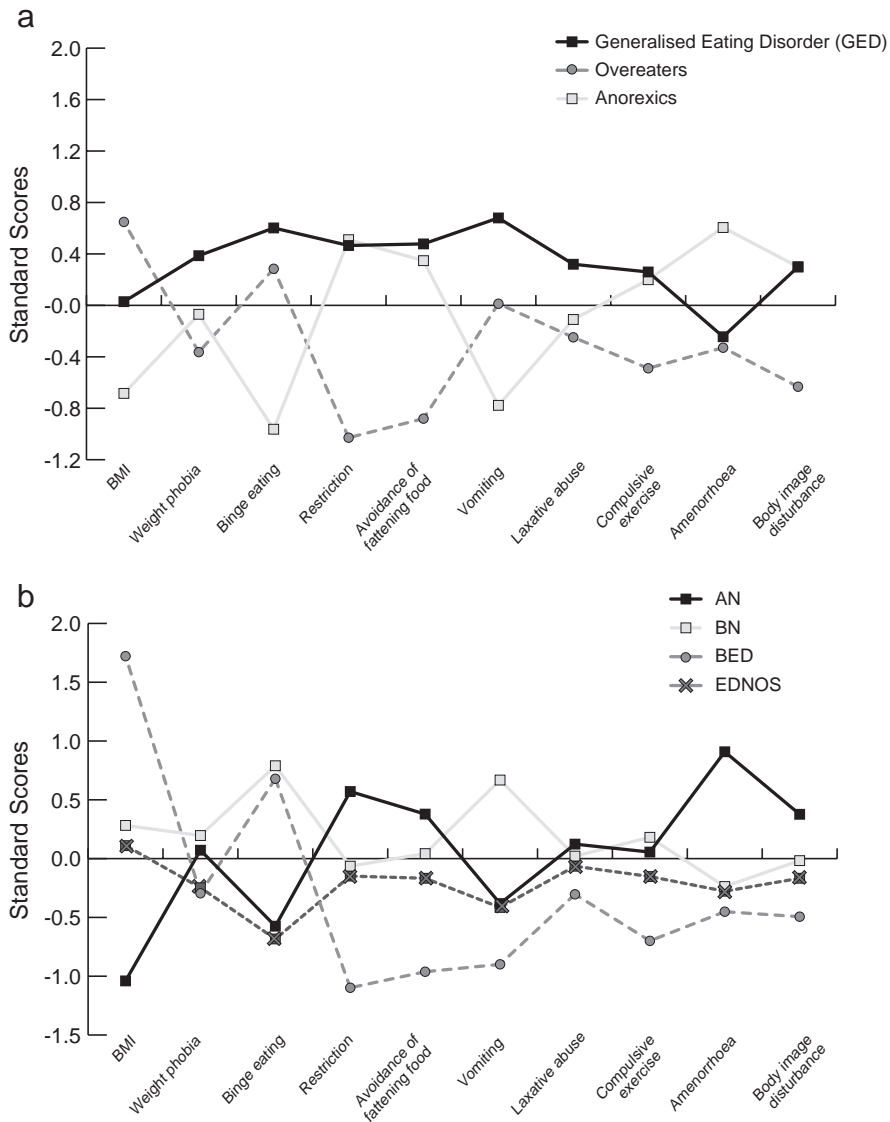 a
2.0
1.6
1.2
0.8
0.4
-0.0
-0.4
-0.8
-1.2
Standard Scores
Generalised Eating Disorder (GED)
Overeaters
Anorexics
BMI
Weight phobia
Binge eating
Restriction
Avoidance of
fattening food
Vomiting
Laxative abuse
Compulsive
exercise
Amenorrhoea
Body image
disturbance
b
2.0
1.5
1.0
0.5
0.0
-0.5
-1.0
-1.5
Standard Scores
AN
BN
BED
EDNOS
BMI
Weight phobia
Binge eating
Restriction
Avoidance of
fattening food
Vomiting
Laxative abuse
Compulsive
exercise
Amenorrhoea
Body image
disturbance